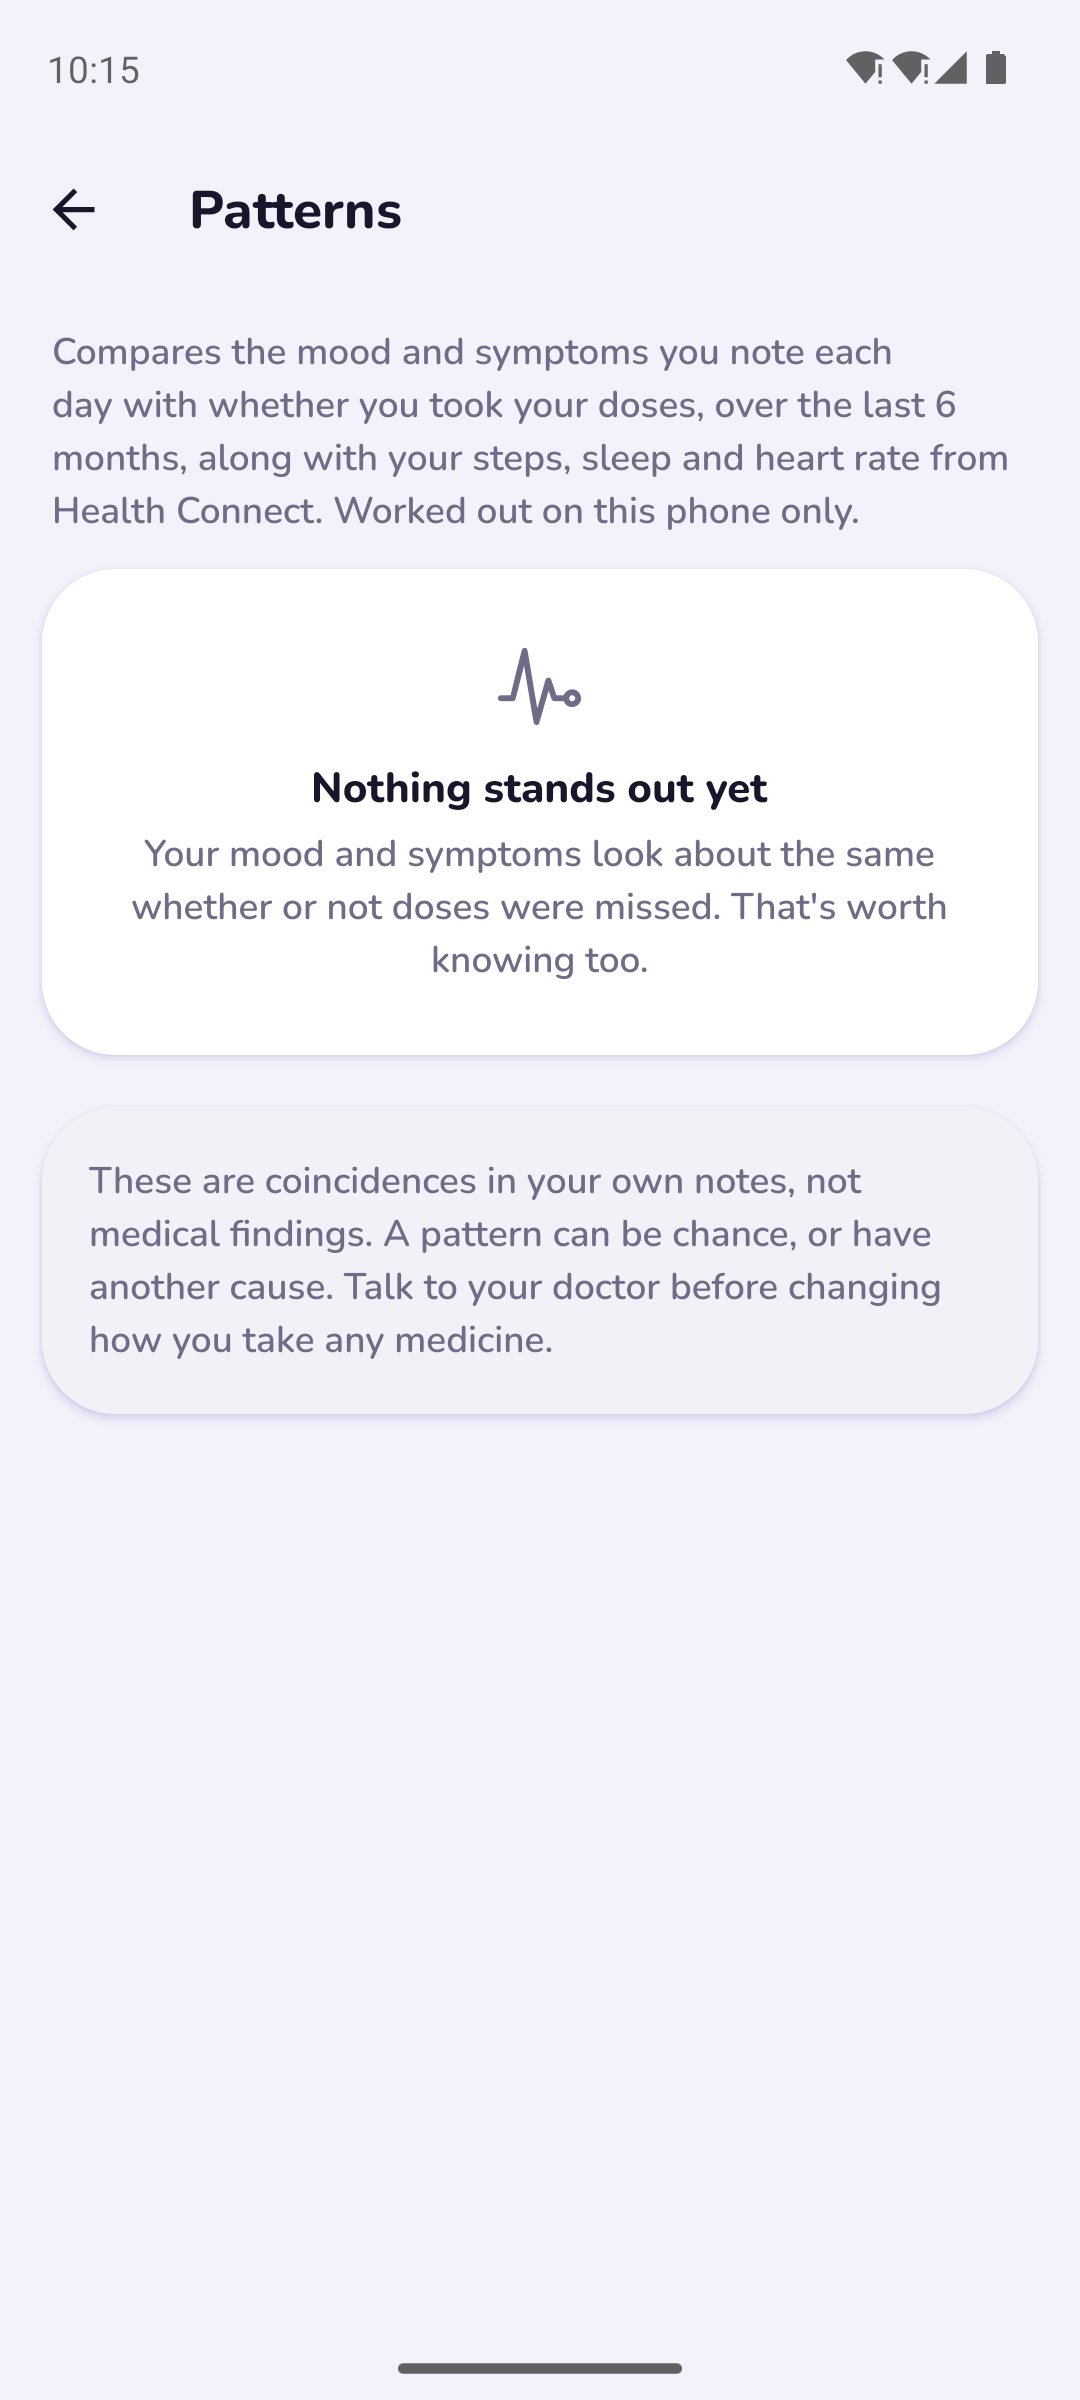 10:15
Patterns
Compares the mood and symptoms you note each
day with whether you took your doses, over the last 6
months, along with your steps, sleep and heart rate from
Health Connect. Worked out on this phone only.
Nothing stands out yet
Your mood and symptoms look about the same
whether or not doses were missed. That's worth
knowing too.
These are coincidences in your own notes, not
medical findings. A pattern can be chance, or have
another cause. Talk to your doctor before changing
how you take any medicine.